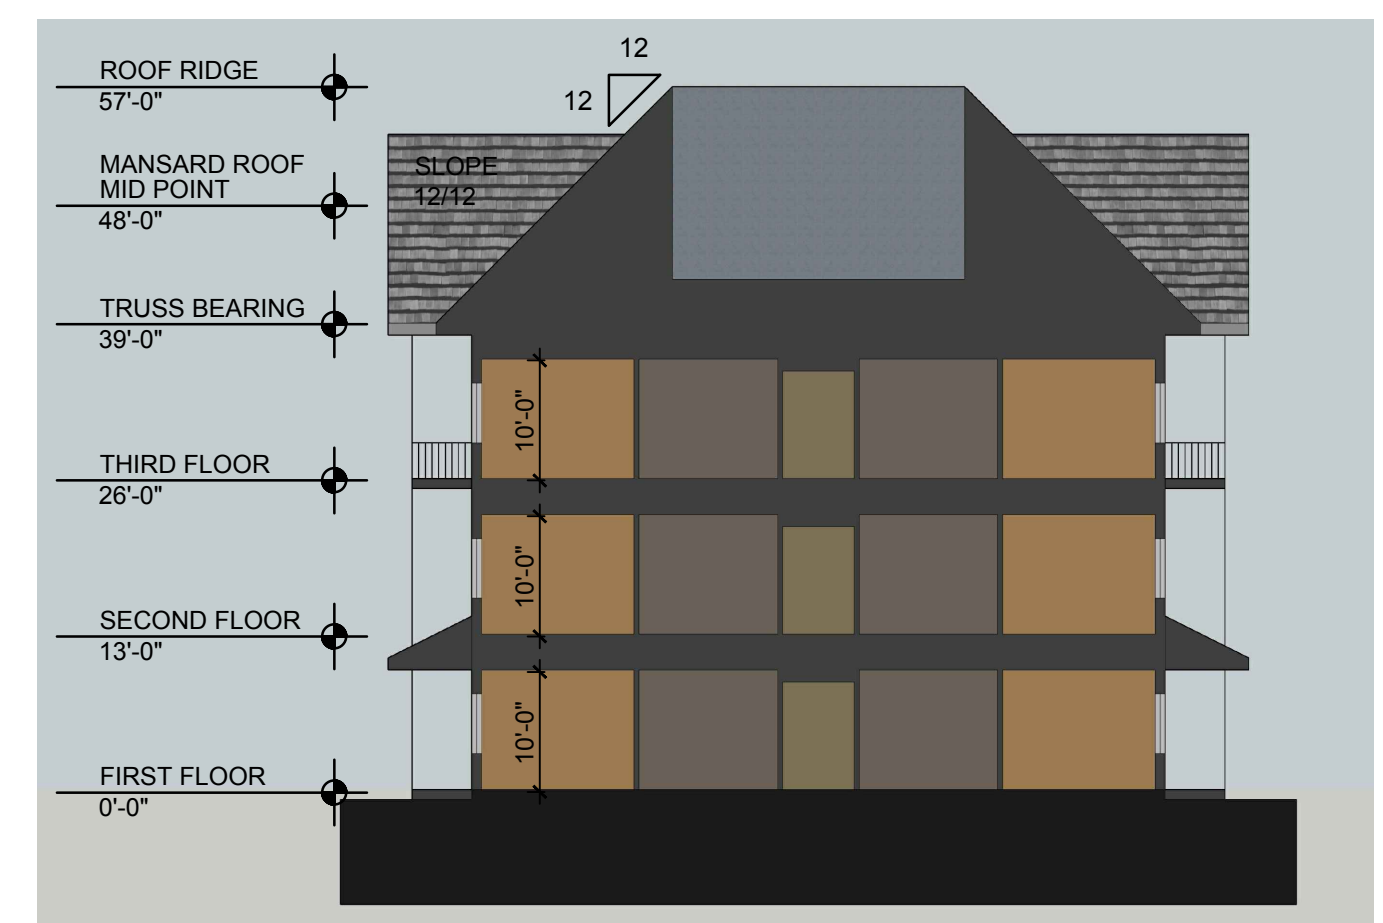 12
ROOF RIDGE
57'-0"
12
MANSARD ROOF
MID POINT
48'-0"
SLOPE
12/12
TRUSS BEARING
39'-0"
10'-0"
THIRD FLOOR
26'-0"
10'-0"
SECOND FLOOR
13'-0"
10'-0"
FIRST FLOOR
0'-0"